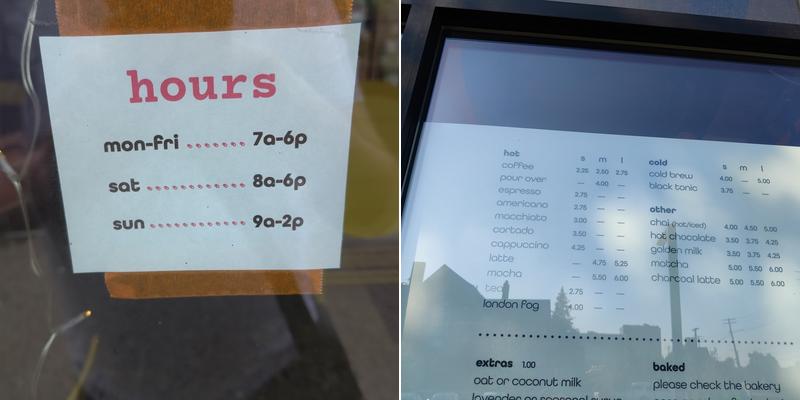 hours
mon-fri ........ 7a-6p
sat ............. 8a-6p
sun ............. 9a-2p
hot s m l
coffee 2.25 2.50 2.75
pour over — 4.00 —
espresso 2.75 — —
americano 2.75 — —
macchiato 3.00 — —
cortado 3.50 — —
cappuccino 4.25 — —
latte — 4.75 5.25
mocha — 5.50 6.00
tea 2.75 — —
london fog 4.00 — —
cold s m l
cold brew 4.00 — 5.00
black tonic 3.75 — —
other
chai (hot/iced) 4.00 4.50 5.00
hot chocolate 3.50 3.75 4.25
golden milk 3.50 3.75 4.25
matcha 5.00 5.50 6.00
charcoal latte 5.00 5.50 6.00
extras 1.00
oat or coconut milk
lavender or seasonal syrup
baked
please check the bakery